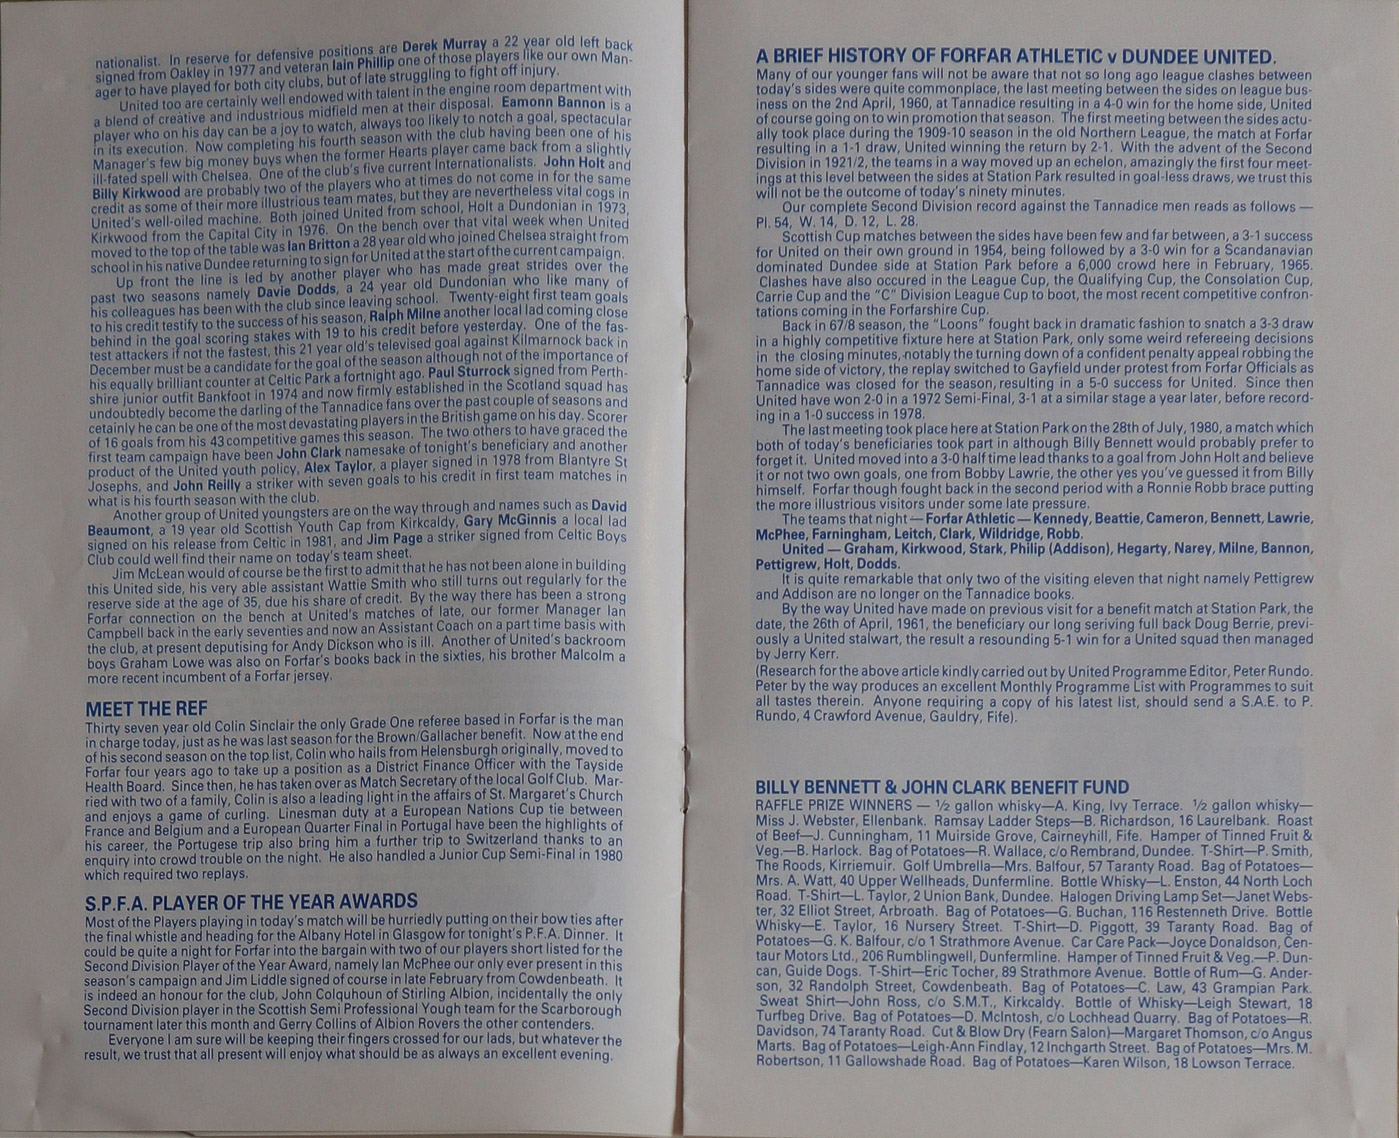 nationalist. In reserve for defensive positions are Derek Murray a 22 year old left back
signed from Oakley in 1977 and veteran Iain Phillip one of those players like our own Man-
ager to have played for both city clubs, but of late struggling to fight off injury.
United too are certainly well endowed with talent in the engine room department with
a blend of creative and industrious midfield men at their disposal. Eamonn Bannon is a
player who on his day can be a joy to watch, always too likely to notch a goal, spectacular
in its execution. Now completing his fourth season with the club having been one of his
Manager's few big money buys when the former Hearts player came back from a slightly
ill-fated spell with Chelsea. One of the club's five current Internationalists. John Holt and
Billy Kirkwood are probably two of the players who at times do not come in for the same
credit as some of their more illustrious team mates, but they are nevertheless vital cogs in
United's well-oiled machine. Both joined United from school, Holt a Dundonian in 1973,
Kirkwood from the Capital City in 1976. On the bench over that vital week when United
moved to the top of the table was Ian Britton a 28 year old who joined Chelsea straight from
school in his native Dundee returning to sign for United at the start of the current campaign.
Up front the line is led by another player who has made great strides over the
past two seasons namely Davie Dodds, a 24 year old Dundonian who like many of
his colleagues has been with the club since leaving school. Twenty-eight first team goals
to his credit testify to the success of his season, Ralph Milne another local lad coming close
behind in the goal scoring stakes with 19 to his credit before yesterday. One of the fas-
test attackers if not the fastest, this 21 year old's televised goal against Kilmarnock back in
December must be a candidate for the goal of the season although not of the importance of
his equally brilliant counter at Celtic Park a fortnight ago. Paul Sturrock signed from Perth-
shire junior outfit Bankfoot in 1974 and now firmly established in the Scotland squad has
undoubtedly become the darling of the Tannadice fans over the past couple of seasons and
cetainly he can be one of the most devastating players in the British game on his day. Scorer
of 16 goals from his 43 competitive games this season. The two others to have graced the
first team campaign have been John Clark namesake of tonight's beneficiary and another
product of the United youth policy, Alex Taylor, a player signed in 1978 from Blantyre St
Josephs, and John Reilly a striker with seven goals to his credit in first team matches in
what is his fourth season with the club.
Another group of United youngsters are on the way through and names such as David
Beaumont, a 19 year old Scottish Youth Cap from Kirkcaldy, Gary McGinnis a local lad
signed on his release from Celtic in 1981, and Jim Page a striker signed from Celtic Boys
Club could well find their name on today's team sheet.
Jim McLean would of course be the first to admit that he has not been alone in building
this United side, his very able assistant Wattie Smith who still turns out regularly for the
reserve side at the age of 35, due his share of credit. By the way there has been a strong
Forfar connection on the bench at United's matches of late, our former Manager Ian
Campbell back in the early seventies and now an Assistant Coach on a part time basis with
the club, at present deputising for Andy Dickson who is ill. Another of United's backroom
boys Graham Lowe was also on Forfar's books back in the sixties, his brother Malcolm a
more recent incumbent of a Forfar jersey.
MEET THE REF
Thirty seven year old Colin Sinclair the only Grade One referee based in Forfar is the man
in charge today, just as he was last season for the Brown/Gallacher benefit. Now at the end
of his second season on the top list, Colin who hails from Helensburgh originally, moved to
Forfar four years ago to take up a position as a District Finance Officer with the Tayside
Health Board. Since then, he has taken over as Match Secretary of the local Golf Club. Mar-
ried with two of a family, Colin is also a leading light in the affairs of St. Margaret's Church
and enjoys a game of curling. Linesman duty at a European Nations Cup tie between
France and Belgium and a European Quarter Final in Portugal have been the highlights of
his career, the Portugese trip also bring him a further trip to Switzerland thanks to an
enquiry into crowd trouble on the night. He also handled a Junior Cup Semi-Final in 1980
which required two replays.
S.P.F.A. PLAYER OF THE YEAR AWARDS
Most of the Players playing in today's match will be hurriedly putting on their bow ties after
the final whistle and heading for the Albany Hotel in Glasgow for tonight's P.F.A. Dinner. It
could be quite a night for Forfar into the bargain with two of our players short listed for the
Second Division Player of the Year Award, namely Ian McPhee our only ever present in this
season's campaign and Jim Liddle signed of course in late February from Cowdenbeath. It
is indeed an honour for the club, John Colquhoun of Stirling Albion, incidentally the only
Second Division player in the Scottish Semi Professional Yough team for the Scarborough
tournament later this month and Gerry Collins of Albion Rovers the other contenders.
Everyone I am sure will be keeping their fingers crossed for our lads, but whatever the
result, we trust that all present will enjoy what should be as always an excellent evening.
A BRIEF HISTORY OF FORFAR ATHLETIC v DUNDEE UNITED.
Many of our younger fans will not be aware that not so long ago league clashes between
today's sides were quite commonplace, the last meeting between the sides on league bus-
iness on the 2nd April, 1960, at Tannadice resulting in a 4-0 win for the home side, United
of course going on to win promotion that season. The first meeting between the sides actu-
ally took place during the 1909-10 season in the old Northern League, the match at Forfar
resulting in a 1-1 draw, United winning the return by 2-1. With the advent of the Second
Division in 1921/2, the teams in a way moved up an echelon, amazingly the first four meet-
ings at this level between the sides at Station Park resulted in goal-less draws, we trust this
will not be the outcome of today's ninety minutes.
Our complete Second Division record against the Tannadice men reads as follows —
Pl. 54, W. 14, D. 12, L. 28.
Scottish Cup matches between the sides have been few and far between, a 3-1 success
for United on their own ground in 1954, being followed by a 3-0 win for a Scandanavian
dominated Dundee side at Station Park before a 6,000 crowd here in February, 1965.
Clashes have also occured in the League Cup, the Qualifying Cup, the Consolation Cup,
Carrie Cup and the "C" Division League Cup to boot, the most recent competitive confron-
tations coming in the Forfarshire Cup.
Back in 67/8 season, the "Loons" fought back in dramatic fashion to snatch a 3-3 draw
in a highly competitive fixture here at Station Park, only some weird refereeing decisions
in the closing minutes, notably the turning down of a confident penalty appeal robbing the
home side of victory, the replay switched to Gayfield under protest from Forfar Officials as
Tannadice was closed for the season, resulting in a 5-0 success for United. Since then
United have won 2-0 in a 1972 Semi-Final, 3-1 at a similar stage a year later, before record-
ing in a 1-0 success in 1978.
The last meeting took place here at Station Park on the 28th of July, 1980, a match which
both of today's beneficiaries took part in although Billy Bennett would probably prefer to
forget it. United moved into a 3-0 half time lead thanks to a goal from John Holt and believe
it or not two own goals, one from Bobby Lawrie, the other yes you've guessed it from Billy
himself. Forfar though fought back in the second period with a Ronnie Robb brace putting
the more illustrious visitors under some late pressure.
The teams that night — Forfar Athletic — Kennedy, Beattie, Cameron, Bennett, Lawrie,
McPhee, Farningham, Leitch, Clark, Wildridge, Robb.
United — Graham, Kirkwood, Stark, Philip (Addison), Hegarty, Narey, Milne, Bannon,
Pettigrew, Holt, Dodds.
It is quite remarkable that only two of the visiting eleven that night namely Pettigrew
and Addison are no longer on the Tannadice books.
By the way United have made on previous visit for a benefit match at Station Park, the
date, the 26th of April, 1961, the beneficiary our long seriving full back Doug Berrie, previ-
ously a United stalwart, the result a resounding 5-1 win for a United squad then managed
by Jerry Kerr.
(Research for the above article kindly carried out by United Programme Editor, Peter Rundo.
Peter by the way produces an excellent Monthly Programme List with Programmes to suit
all tastes therein. Anyone requiring a copy of his latest list, should send a S.A.E. to P.
Rundo, 4 Crawford Avenue, Gauldry, Fife).
BILLY BENNETT & JOHN CLARK BENEFIT FUND
RAFFLE PRIZE WINNERS — ½ gallon whisky—A. King, Ivy Terrace. ½ gallon whisky—
Miss J. Webster, Ellenbank. Ramsay Ladder Steps—B. Richardson, 16 Laurelbank. Roast
of Beef—J. Cunningham, 11 Muirside Grove, Cairneyhill, Fife. Hamper of Tinned Fruit &
Veg.—B. Harlock. Bag of Potatoes—R. Wallace, c/o Rembrand, Dundee. T-Shirt—P. Smith,
The Roods, Kirriemuir. Golf Umbrella—Mrs. Balfour, 57 Taranty Road. Bag of Potatoes—
Mrs. A. Watt, 40 Upper Wellheads, Dunfermline. Bottle Whisky—L. Enston, 44 North Loch
Road. T-Shirt—L. Taylor, 2 Union Bank, Dundee. Halogen Driving Lamp Set—Janet Webs-
ter, 32 Elliot Street, Arbroath. Bag of Potatoes—G. Buchan, 116 Restenneth Drive. Bottle
Whisky—E. Taylor, 16 Nursery Street. T-Shirt—D. Piggott, 39 Taranty Road. Bag of
Potatoes—G. K. Balfour, c/o 1 Strathmore Avenue. Car Care Pack—Joyce Donaldson, Cen-
taur Motors Ltd., 206 Rumblingwell, Dunfermline. Hamper of Tinned Fruit & Veg.—P. Dun-
can, Guide Dogs. T-Shirt—Eric Tocher, 89 Strathmore Avenue. Bottle of Rum—G. Ander-
son, 32 Randolph Street, Cowdenbeath. Bag of Potatoes—C. Law, 43 Grampian Park.
Sweat Shirt—John Ross, c/o S.M.T., Kirkcaldy. Bottle of Whisky—Leigh Stewart, 18
Turfbeg Drive. Bag of Potatoes—D. McIntosh, c/o Lochhead Quarry. Bag of Potatoes—R.
Davidson, 74 Taranty Road. Cut & Blow Dry (Fearn Salon)—Margaret Thomson, c/o Angus
Marts. Bag of Potatoes—Leigh-Ann Findlay, 12 Inchgarth Street. Bag of Potatoes—Mrs. M.
Robertson, 11 Gallowshade Road. Bag of Potatoes—Karen Wilson, 18 Lowson Terrace.